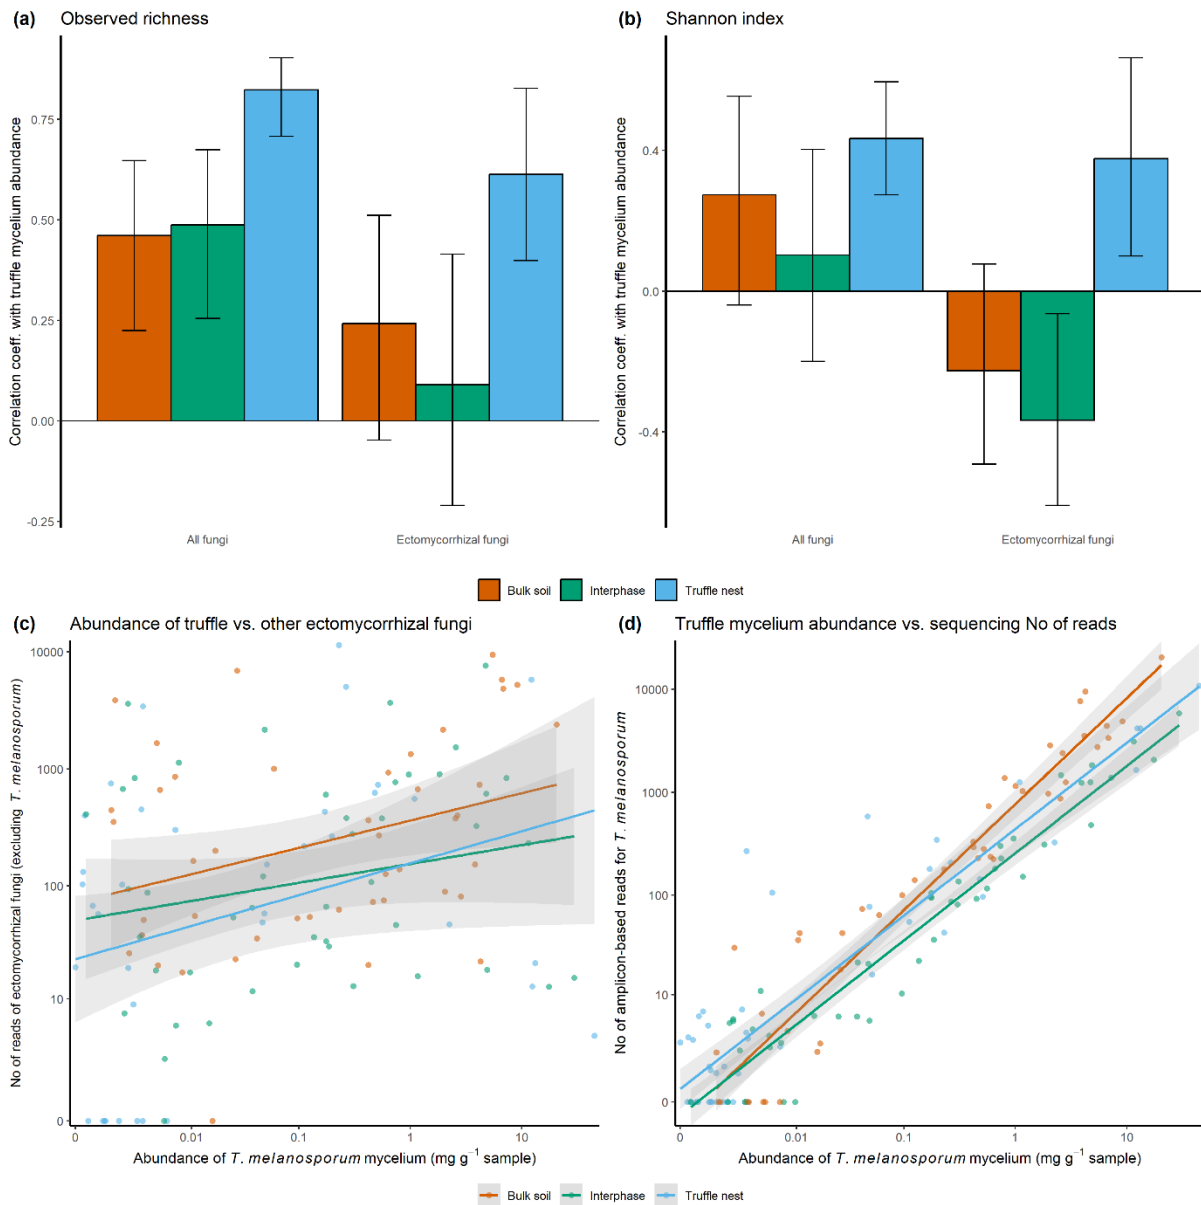 (a) Observed richness
Correlation coeff. with truffle mycelium abundance
0.75
0.50
0.25
0.00
-0.25
All fungi
Ectomycorrhizal fungi
(b) Shannon index
Correlation coeff. with truffle mycelium abundance
0.4
0.0
-0.4
All fungi
Ectomycorrhizal fungi
Bulk soil
Interphase
Truffle nest
(c) Abundance of truffle vs. other ectomycorrhizal fungi
No of reads of ectomycorrhizal fungi (excluding T. melanosporum)
10000
1000
100
10
0
0
0.01
0.1
1
10
Abundance of T. melanosporum mycelium (mg g⁻¹ sample)
(d) Truffle mycelium abundance vs. sequencing No of reads
No of amplicon-based reads for T. melanosporum
10000
1000
100
10
0
0
0.01
0.1
1
10
Abundance of T. melanosporum mycelium (mg g⁻¹ sample)
Bulk soil
Interphase
Truffle nest